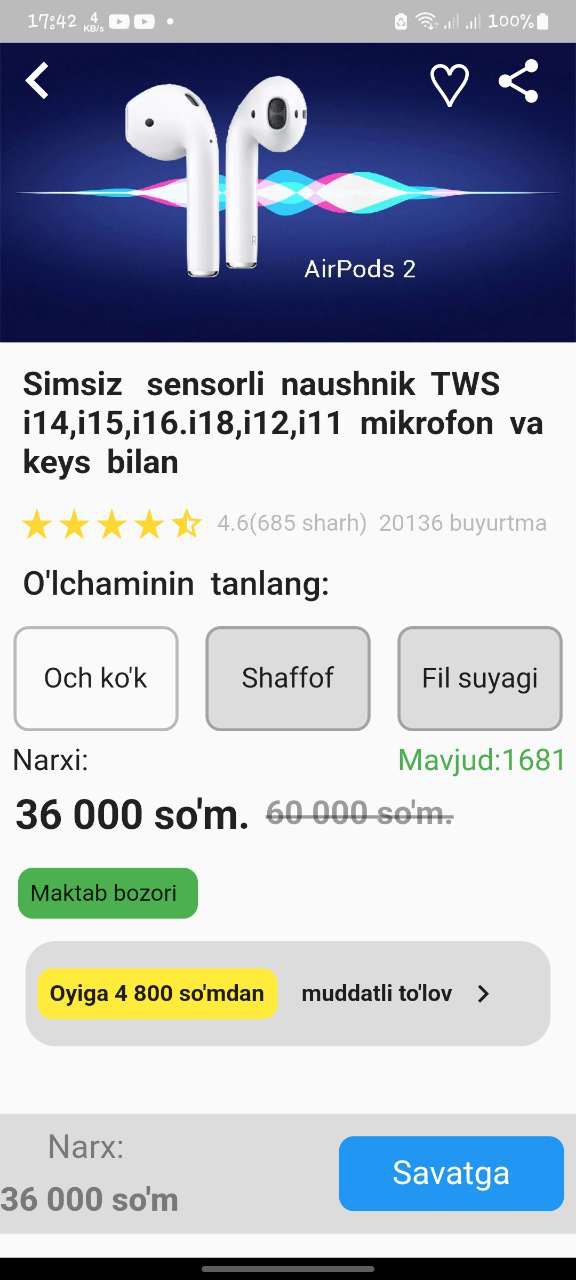 17:42 4 KB/s 100%
AirPods 2
Simsiz sensorli naushnik TWS
i14,i15,i16.i18,i12,i11 mikrofon va
keys bilan
4.6(685 sharh) 20136 buyurtma
O'lchaminin tanlang:
Och ko'k Shaffof Fil suyagi
Narxi: Mavjud:1681
36 000 so'm. 60 000 so'm.
Maktab bozori
Oyiga 4 800 so'mdan muddatli to'lov
Narx:
36 000 so'm
Savatga